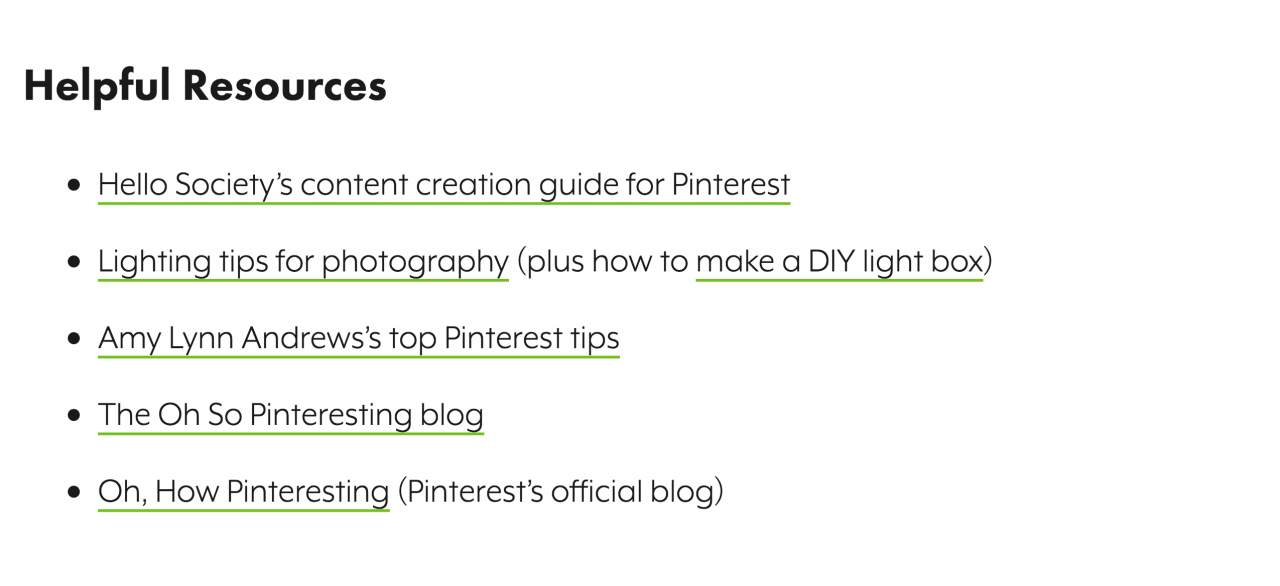 Helpful Resources
• Hello Society’s content creation guide for Pinterest
• Lighting tips for photography (plus how to make a DIY light box)
• Amy Lynn Andrews’s top Pinterest tips
• The Oh So Pinteresting blog
• Oh, How Pinteresting (Pinterest’s official blog)